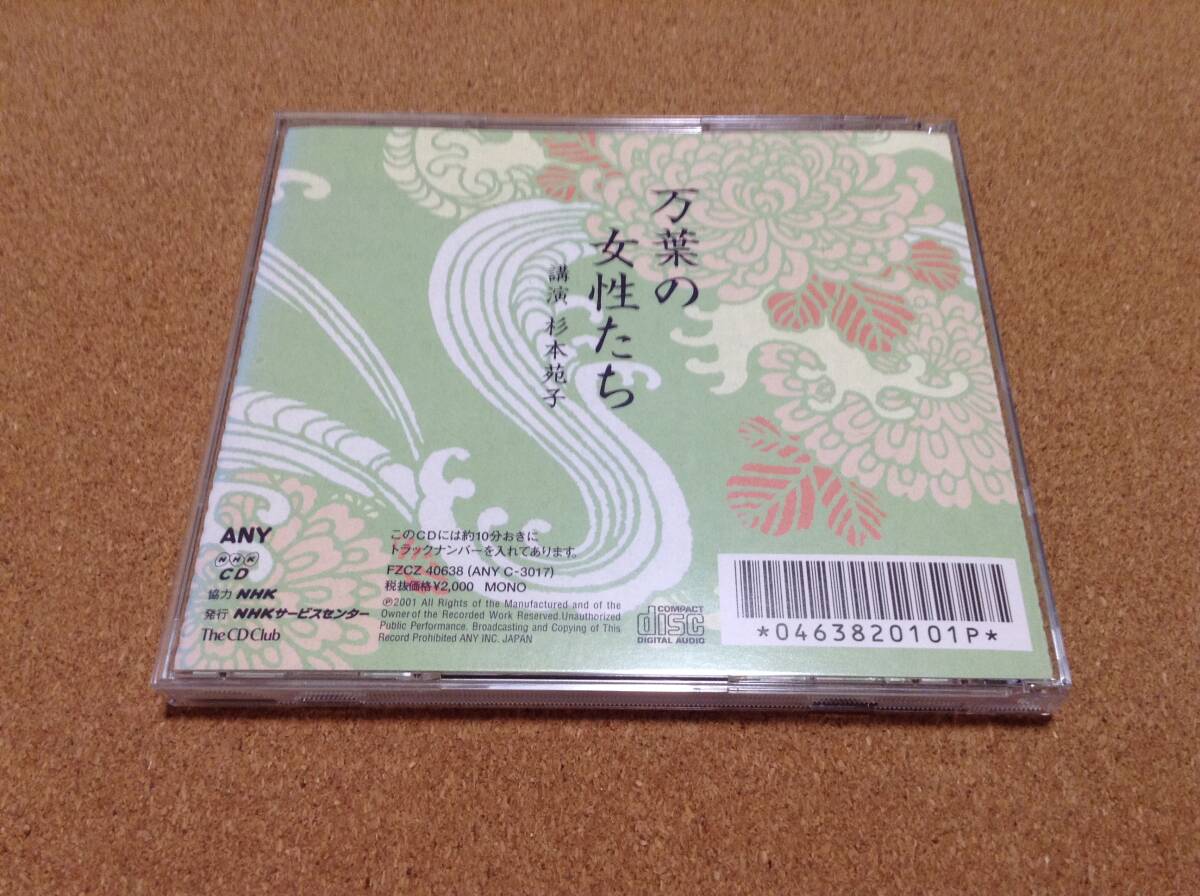 万葉の
女性たち
講演 杉本苑子
ANY
NHK
CD
協力 NHK
発行 NHKサービスセンター
The CD Club
このCDには約10分おきに
トラックナンバーを入れてあります。
FZCZ 40638 (ANY C-3017)
税抜価格¥2,000 MONO
Ⓟ2001 All Rights of the Manufactured and of the
Owner of the Recorded Work Reserved.Unauthorized
Public Performance. Broadcasting and Copying of This
Record Prohibited ANY INC. JAPAN
COMPACT
disc
DIGITAL AUDIO
*0463820101P*